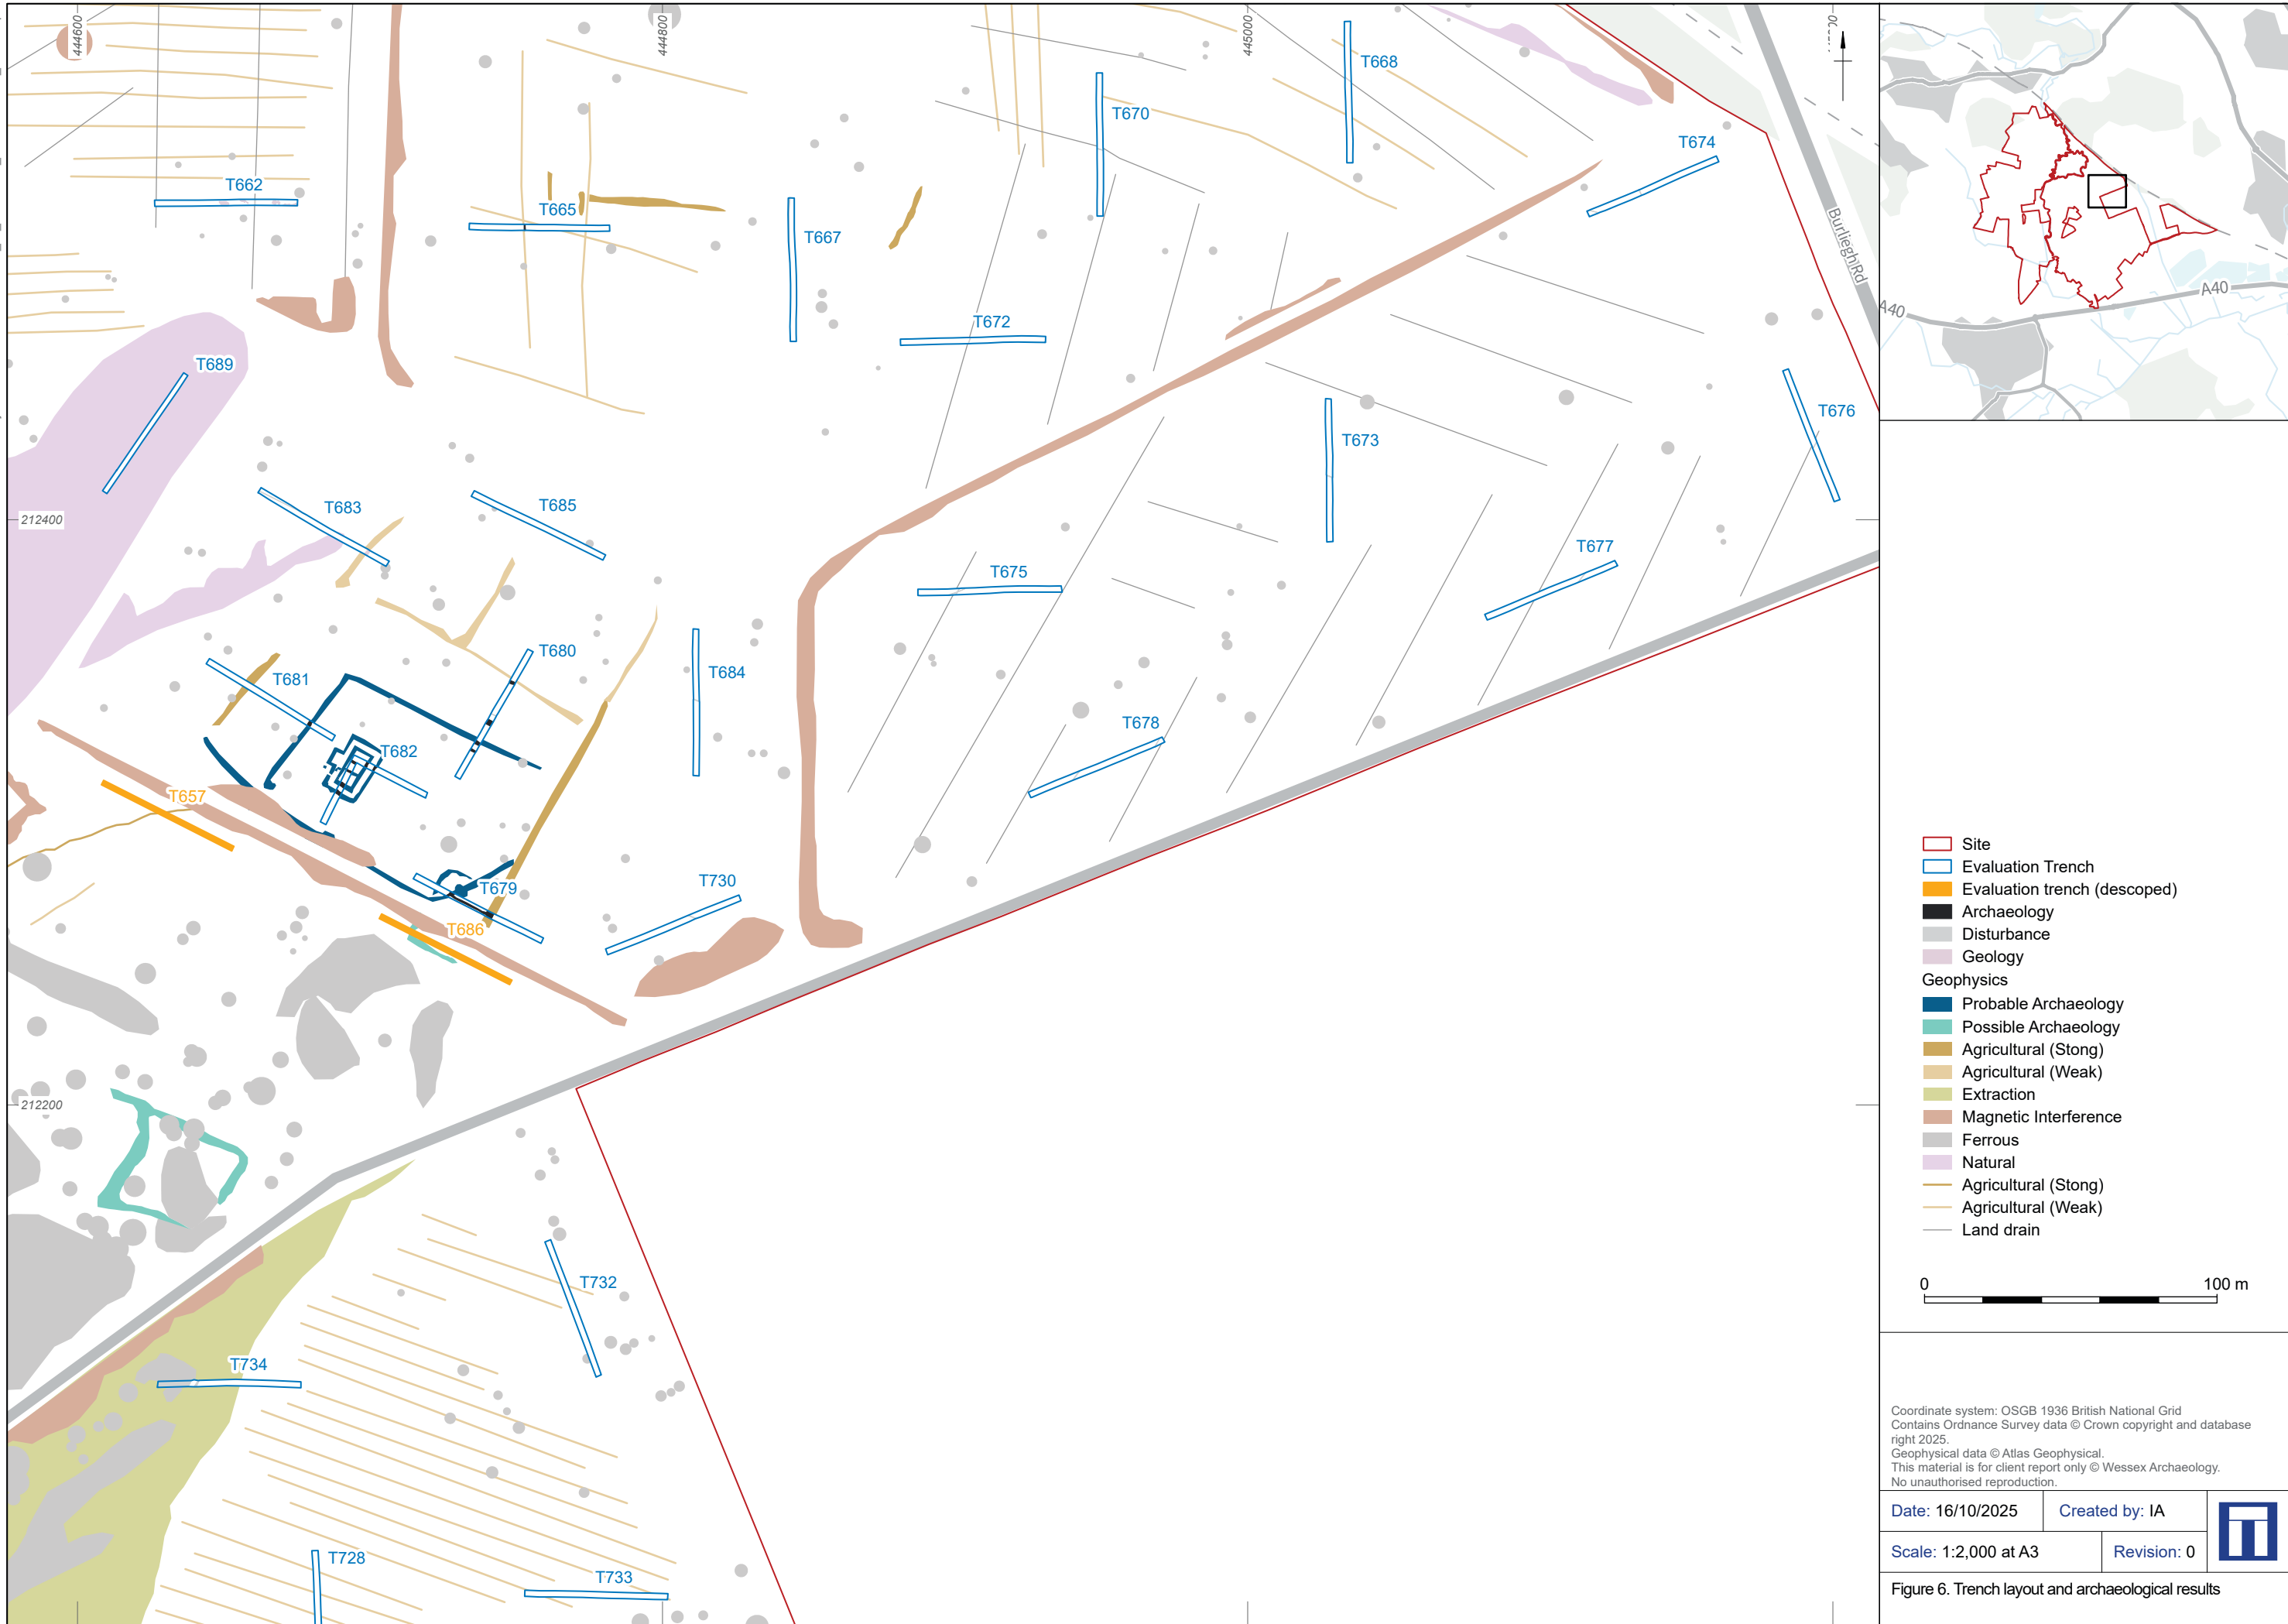 444600
444800
445000
T668
T670
T674
T662
T665
T667
Burliegh Rd
T672
T689
T676
T673
T683
T685
212400
T677
T675
T680
T681
T684
T678
T682
T657
T730
T679
T686
212200
T732
T734
T728
T733
A40
A40
Site
Evaluation Trench
Evaluation trench (descoped)
Archaeology
Disturbance
Geology
Geophysics
Probable Archaeology
Possible Archaeology
Agricultural (Stong)
Agricultural (Weak)
Extraction
Magnetic Interference
Ferrous
Natural
Agricultural (Stong)
Agricultural (Weak)
Land drain
0 100 m
Coordinate system: OSGB 1936 British National Grid
Contains Ordnance Survey data © Crown copyright and database
right 2025.
Geophysical data © Atlas Geophysical.
This material is for client report only © Wessex Archaeology.
No unauthorised reproduction.
Date: 16/10/2025 Created by: IA
Scale: 1:2,000 at A3 Revision: 0
Figure 6. Trench layout and archaeological results